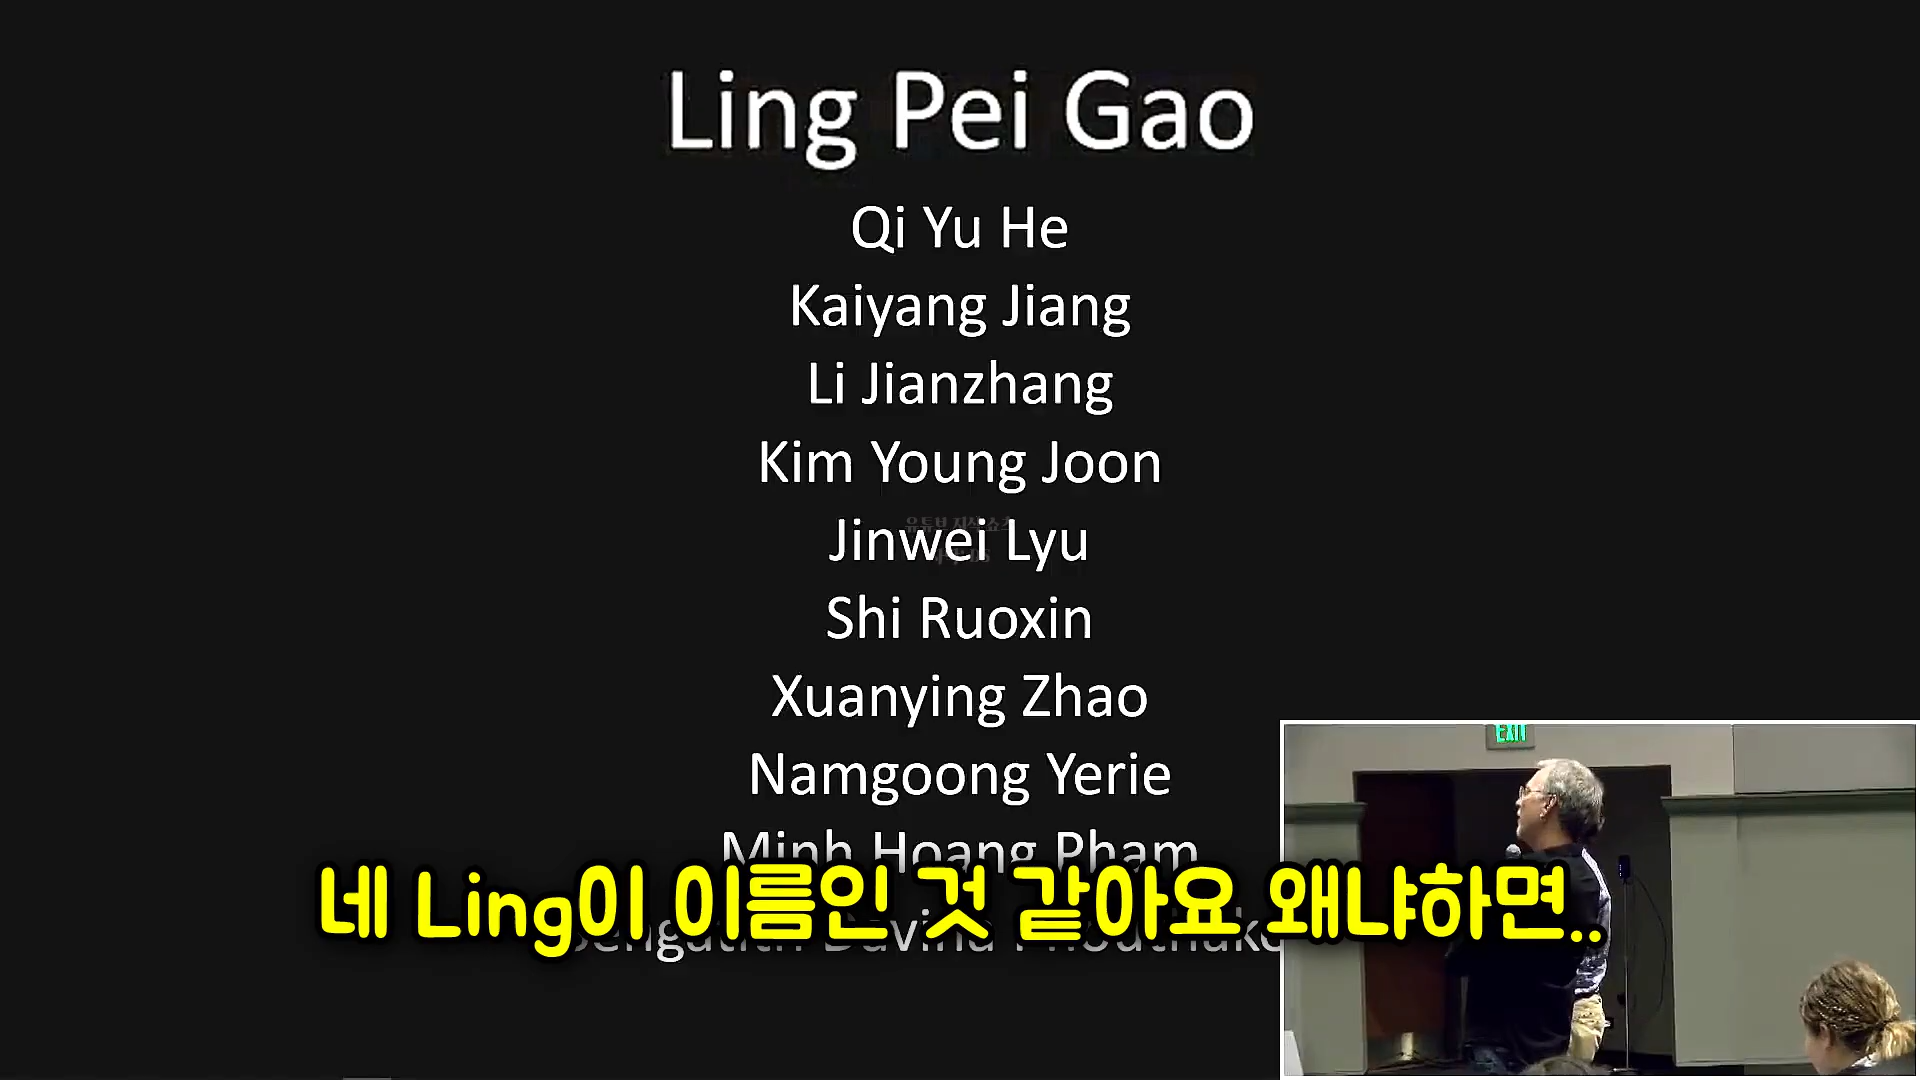 Ling Pei Gao
Qi Yu He
Kaiyang Jiang
Li Jianzhang
Kim Young Joon
Jinwei Lyu
Shi Ruoxin
Xuanying Zhao
EXIT
Namgoong Yerie
Minh Hoang Pham
네 Ling이 이름인 것 같아요 왜냐하면..